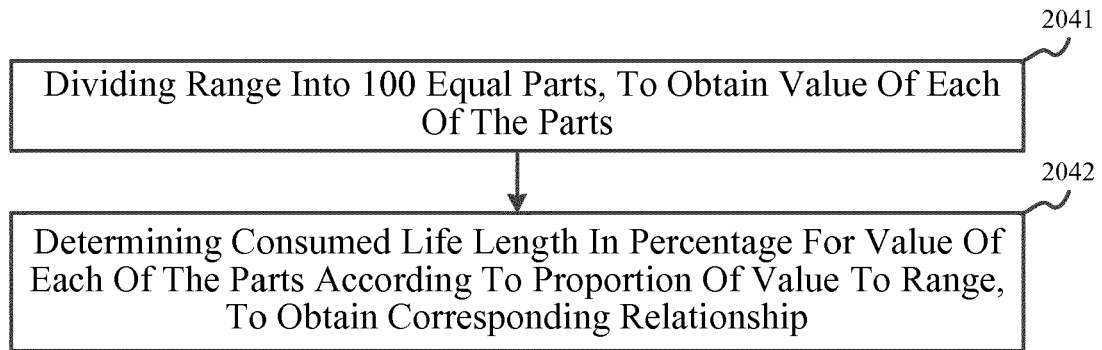 2041
Dividing Range Into 100 Equal Parts, To Obtain Value Of Each
Of The Parts
2042
Determining Consumed Life Length In Percentage For Value Of
Each Of The Parts According To Proportion Of Value To Range,
To Obtain Corresponding Relationship